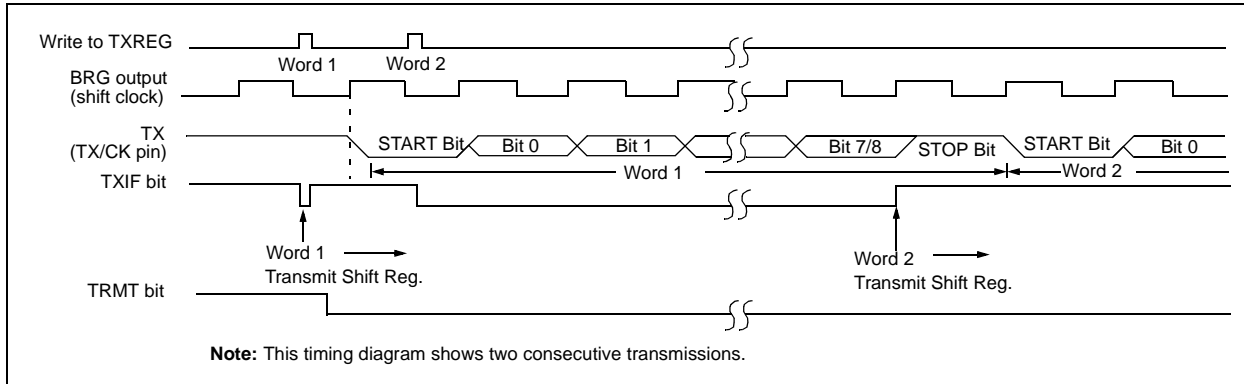 Write to TXREG
Word 1
Word 2
BRG output
(shift clock)
TX
(TX/CK pin)
START Bit
Bit 0
Bit 1
Bit 7/8
STOP Bit
START Bit
Bit 0
Word 1
Word 2
TXIF bit
Word 1
Transmit Shift Reg.
Word 2
Transmit Shift Reg.
TRMT bit
Note: This timing diagram shows two consecutive transmissions.